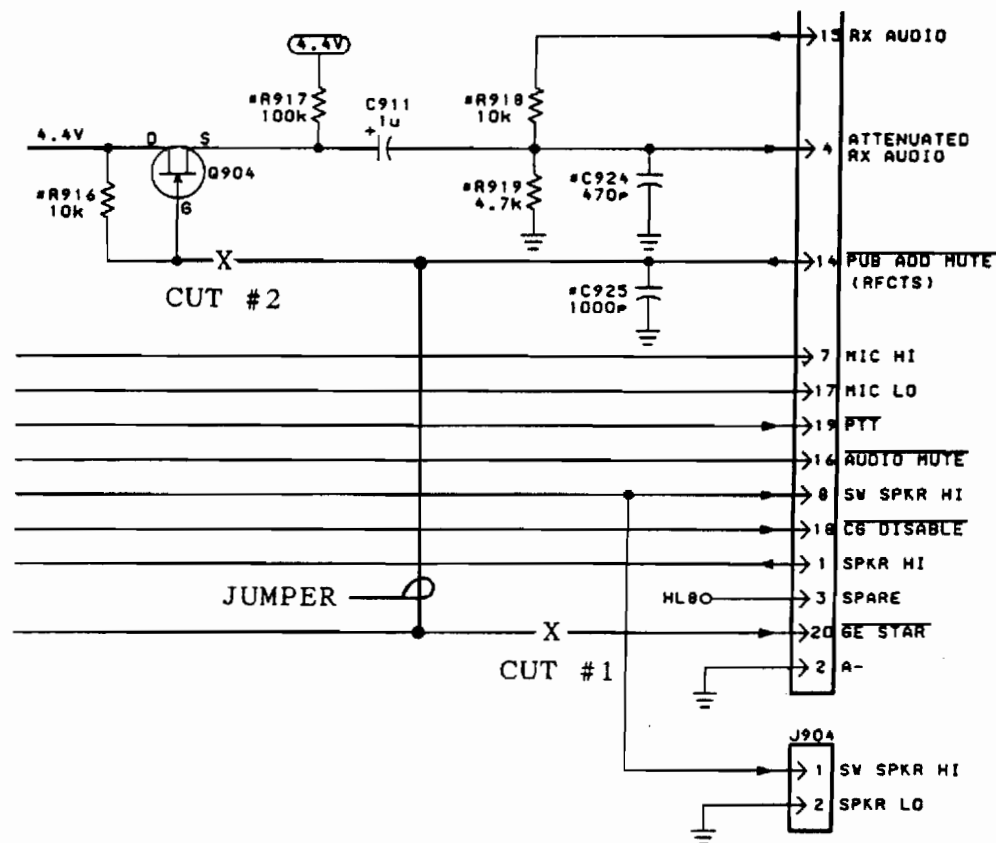 15 RX AUDIO
4.4V
*R917
100k
C911
+ 1u
*R918
10k
4.4V
D S
Q904
G
*R916
10k
4 ATTENUATED
RX AUDIO
*R919
4.7k
*C924
470P
X
CUT #2
14 PUB ADD MUTE
(RFCTS)
*C925
1000P
7 MIC HI
17 MIC LO
19 PTT
16 AUDIO MUTE
8 SW SPKR HI
18 CG DISABLE
1 SPKR HI
JUMPER
HL8
3 SPARE
X
CUT #1
20 GE STAR
2 A-
J904
1 SW SPKR HI
2 SPKR LO